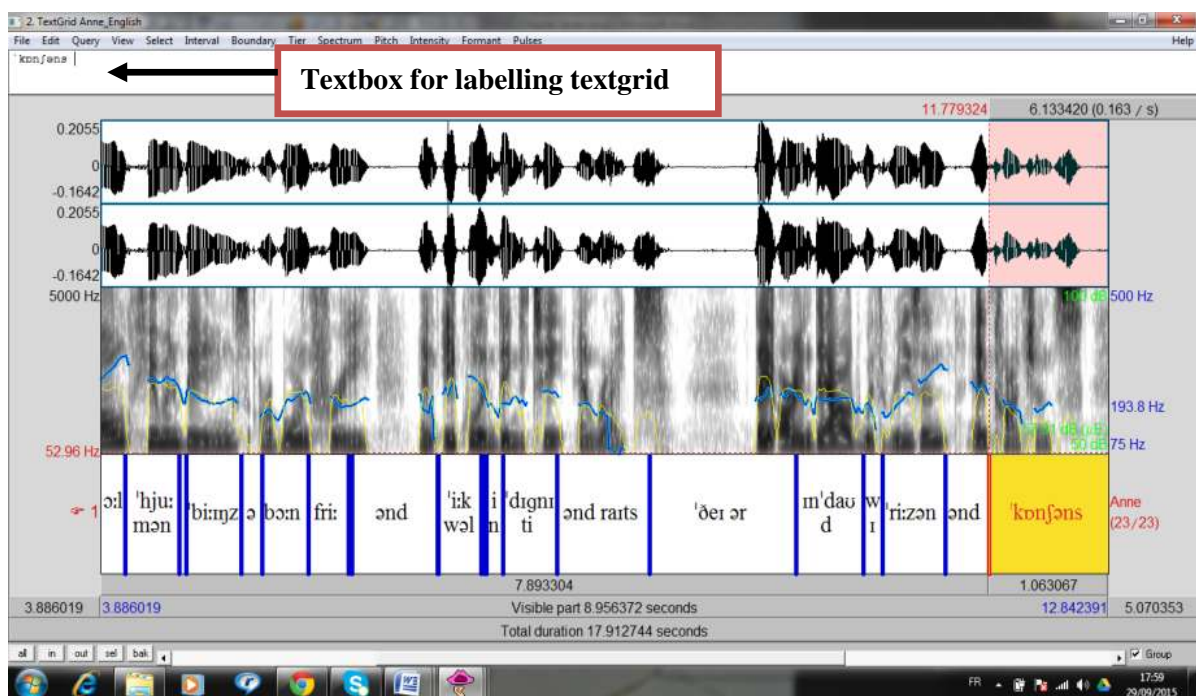 2. TextGrid Anne_English
File Edit Query View Select Interval Boundary Tier Spectrum Pitch Intensity Formant Pulses Help
ˈkɒnʃəns
Textbox for labelling textgrid
11.779324 6.133420 (0.163 / s)
0.2055
0
-0.1642
0.2055
0
-0.1642
5000 Hz 100 dB 500 Hz
193.8 Hz
50 dB 75 Hz
52.96 Hz
1 ɔːl ˈhjuːmən ˈbiːɪŋz ə bɔːn friː ənd ˈiːkwəl in ˈdɪgnɪti ənd raɪts ˈðeɪ ər ɪnˈdaʊd wɪ ˈriːzən ənd ˈkɒnʃəns Anne
(23/23)
7.893304 1.063067
3.886019 3.886019 Visible part 8.956372 seconds 12.842391 5.070353
Total duration 17.912744 seconds
all in out sel bak Group
FR 17:59
29/09/2015